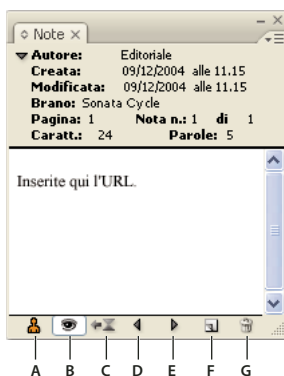 Note
Autore: Editoriale
Creata: 09/12/2004 alle 11.15
Modificata: 09/12/2004 alle 11.15
Brano: Sonata Cycle
Pagina: 1 Nota n.: 1 di 1
Caratt.: 24 Parole: 5
Inserite qui l'URL.
A B C D E F G